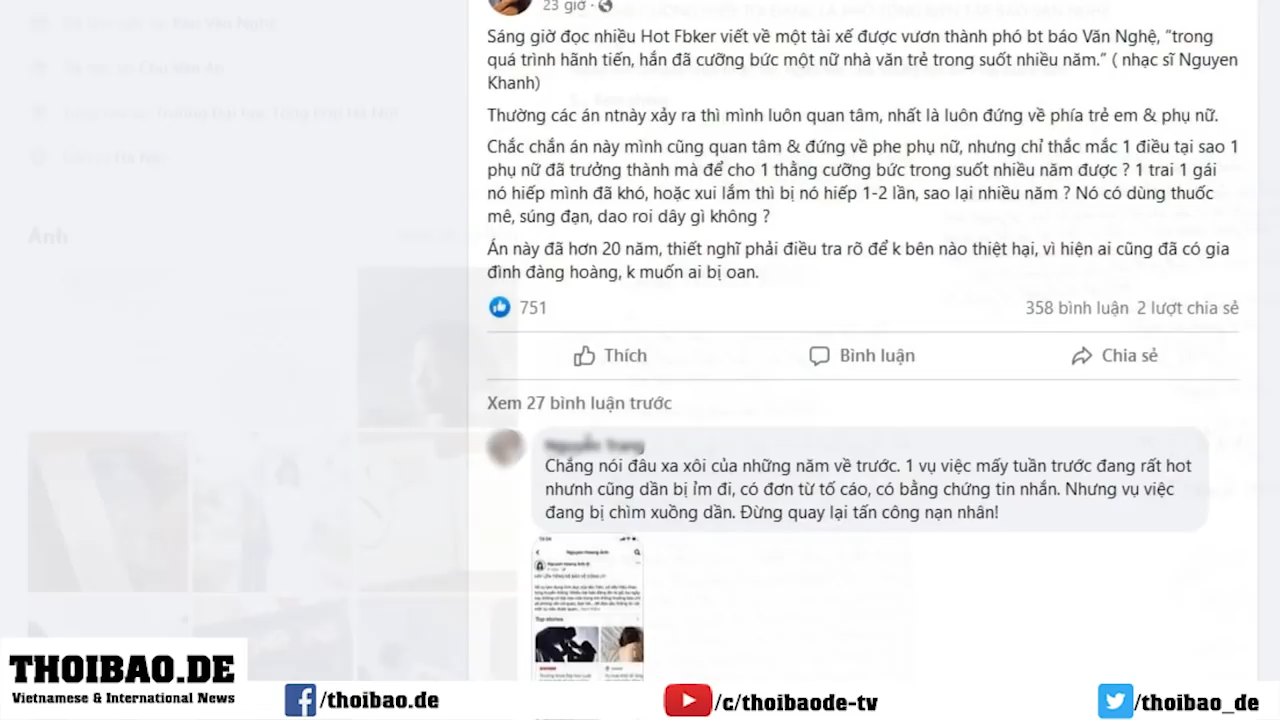 23 giờ
Sáng giờ đọc nhiều Hot Fbker viết về một tài xế được vươn thành phó bt báo Văn Nghệ, “trong
quá trình hãnh tiến, hắn đã cưỡng bức một nữ nhà văn trẻ trong suốt nhiều năm.” ( nhạc sĩ Nguyen
Khanh)
Thường các án ntnày xảy ra thì mình luôn quan tâm, nhất là luôn đứng về phía trẻ em & phụ nữ.
Chắc chắn án này mình cũng quan tâm & đứng về phe phụ nữ, nhưng chỉ thắc mắc 1 điều tại sao 1
phụ nữ đã trưởng thành mà để cho 1 thằng cưỡng bức trong suốt nhiều năm được ? 1 trai 1 gái
nó hiếp mình đã khó, hoặc xui lắm thì bị nó hiếp 1-2 lần, sao lại nhiều năm ? Nó có dùng thuốc
mê, súng đạn, dao roi dây gì không ?
Án này đã hơn 20 năm, thiết nghĩ phải điều tra rõ để k bên nào thiệt hại, vì hiện ai cũng đã có gia
đình đàng hoàng, k muốn ai bị oan.
751
358 bình luận 2 lượt chia sẻ
Thích
Bình luận
Chia sẻ
Xem 27 bình luận trước
Chẳng nói đâu xa xôi của những năm về trước. 1 vụ việc mấy tuần trước đang rất hot
nhưnh cũng dần bị ỉm đi, có đơn từ tố cáo, có bằng chứng tin nhắn. Nhưng vụ việc
đang bị chìm xuồng dần. Đừng quay lại tấn công nạn nhân!
Top stories
Ảnh
THOIBAO.DE
Vietnamese & International News
/thoibao.de
/c/thoibaode-tv
/thoibao_de